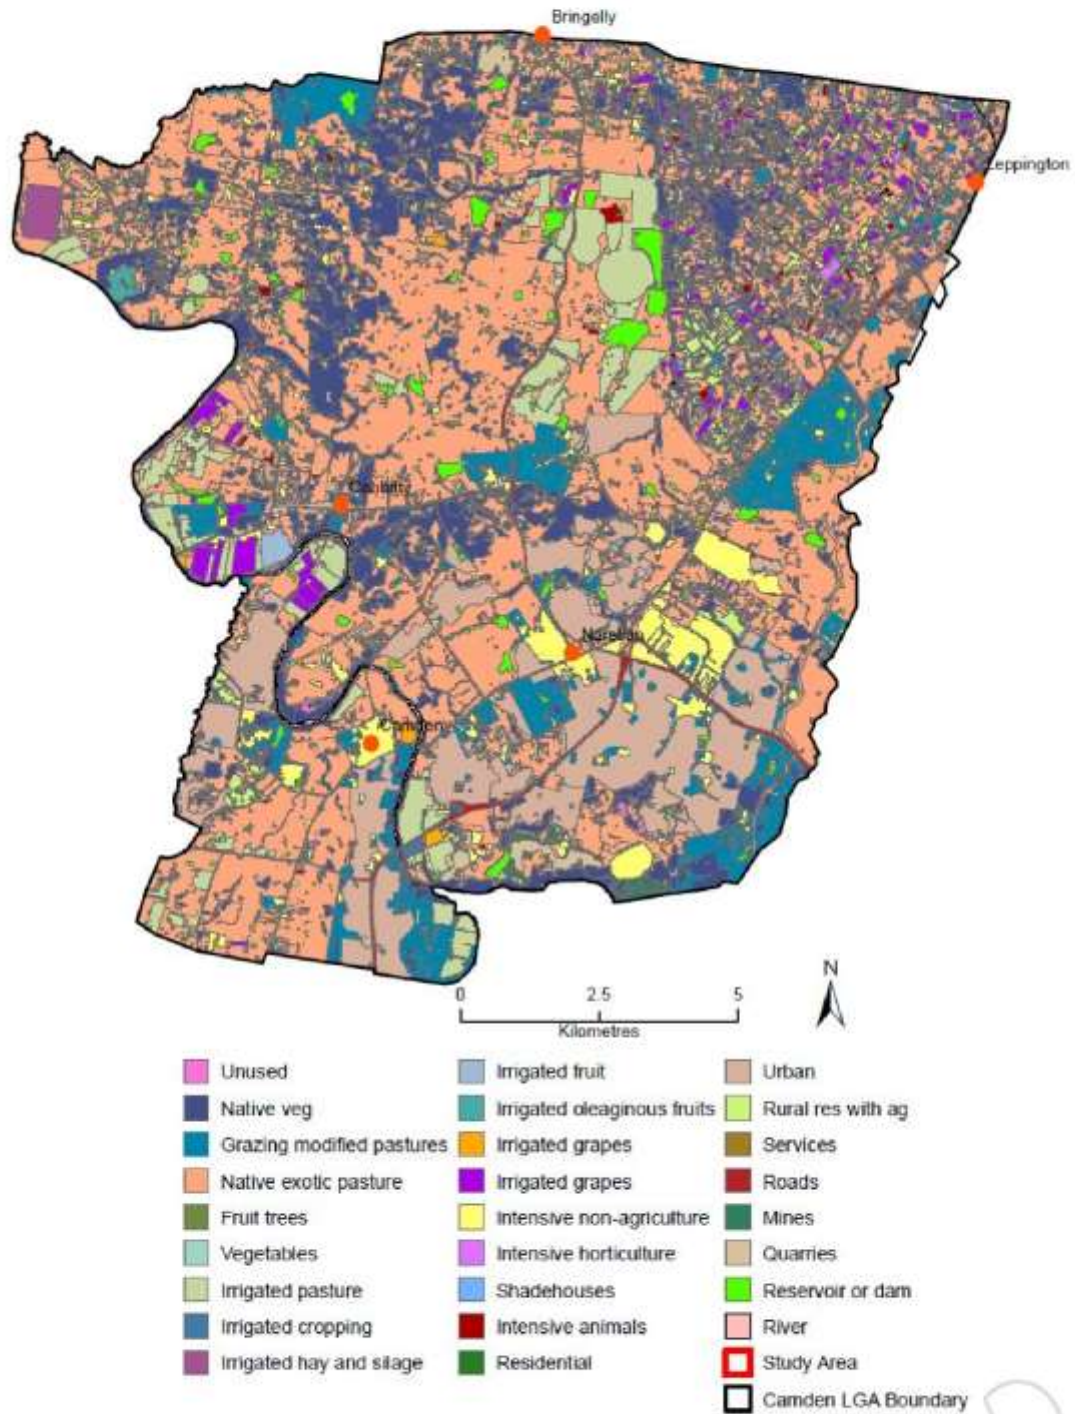 Bringelly
Leppington
Cobbitty
Narellan
Camden
N
0 2.5 5
Kilometres
Unused
Native veg
Grazing modified pastures
Native exotic pasture
Fruit trees
Vegetables
Irrigated pasture
Irrigated cropping
Irrigated hay and silage
Irrigated fruit
Irrigated oleaginous fruits
Irrigated grapes
Irrigated grapes
Intensive non-agriculture
Intensive horticulture
Shadehouses
Intensive animals
Residential
Urban
Rural res with ag
Services
Roads
Mines
Quarries
Reservoir or dam
River
Study Area
Camden LGA Boundary